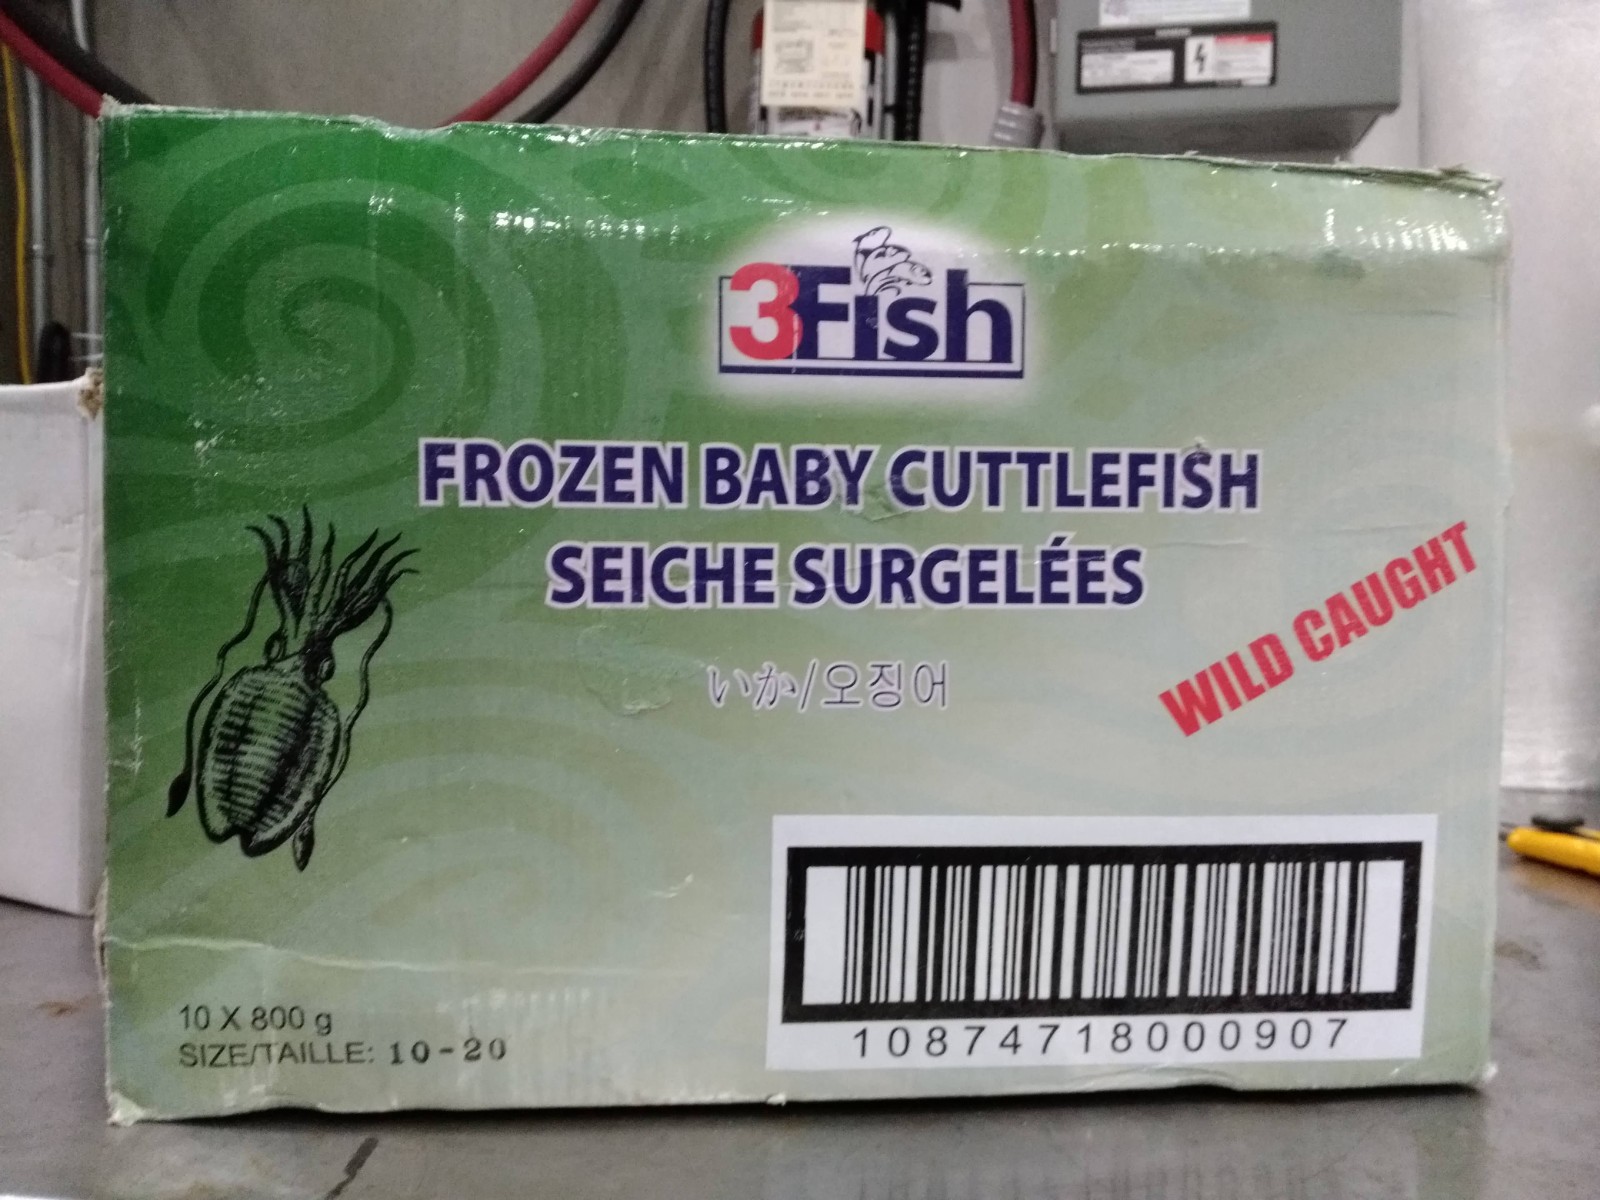 3Fish
FROZEN BABY CUTTLEFISH
SEICHE SURGELÉES
いか/오징어
WILD CAUGHT
10 X 800 g
SIZE/TAILLE: 10-20
10874718000907